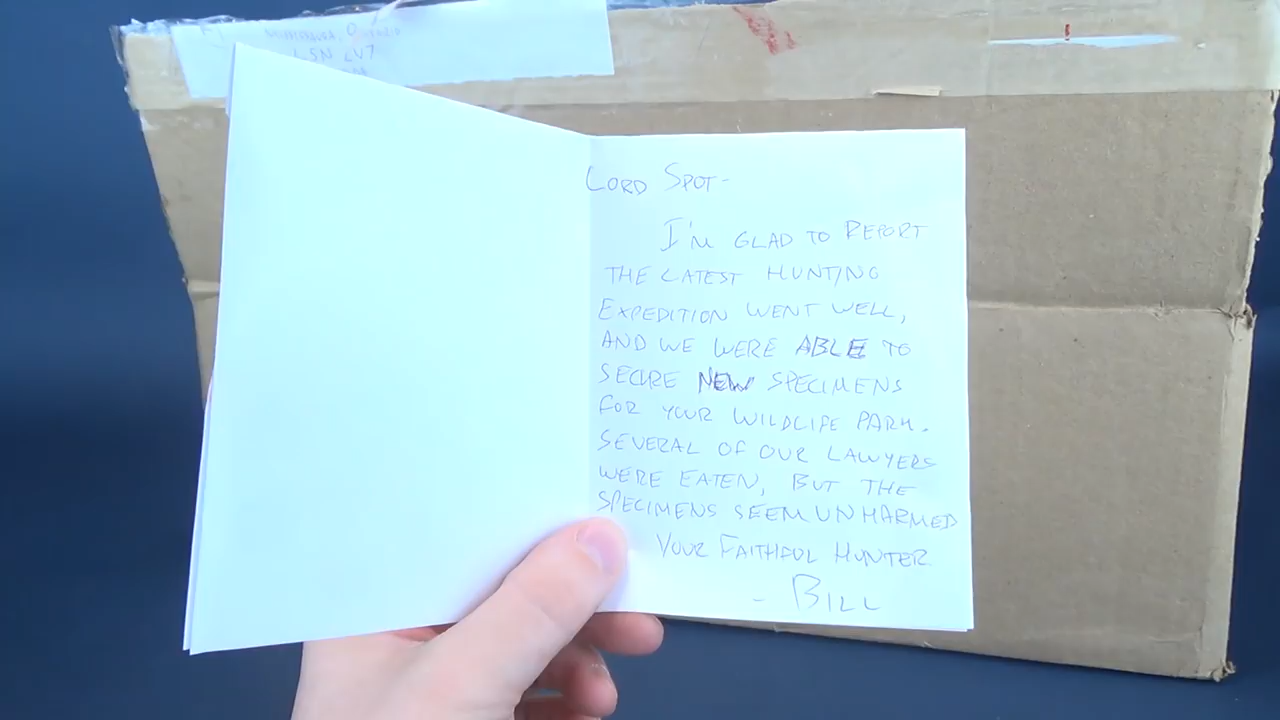 L5N 2V7
LORD SPOT-
I'M GLAD TO REPORT
THE LATEST HUNTING
EXPEDITION WENT WELL,
AND WE WERE ABLE TO
SECURE NEW SPECIMENS
FOR YOUR WILDLIFE PARK.
SEVERAL OF OUR LAWYERS
WERE EATEN, BUT THE
SPECIMENS SEEM UNHARMED
YOUR FAITHFUL HUNTER
- BILL